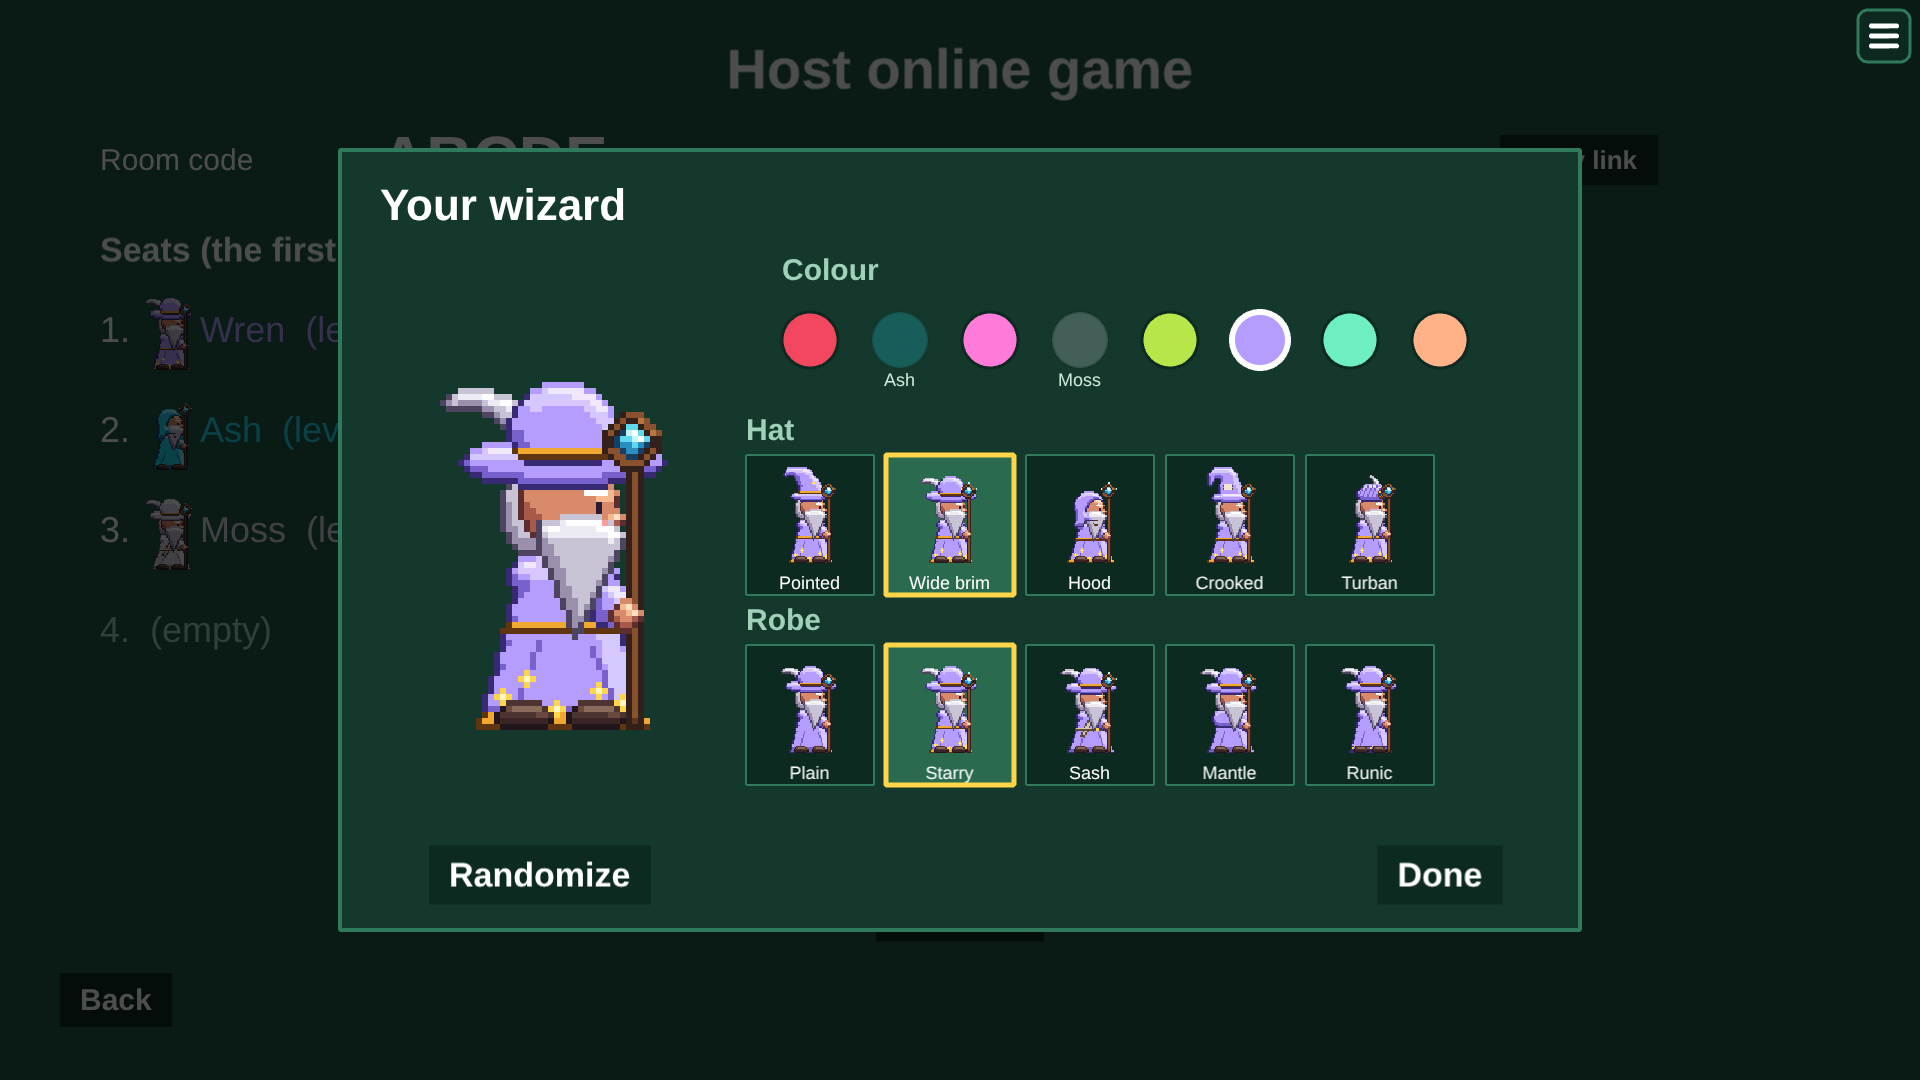 Host online game
Room code
link
Your wizard
Seats (the first
Colour
1. Wren (le
Ash
Moss
2. Ash (lev
Hat
3. Moss (le
Pointed
Wide brim
Hood
Crooked
Turban
4. (empty)
Robe
Plain
Starry
Sash
Mantle
Runic
Randomize
Done
Back